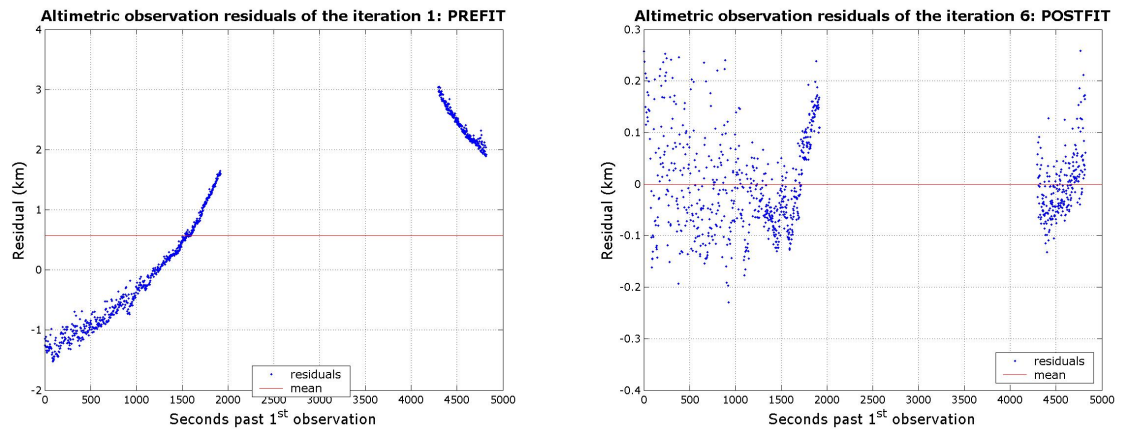 Altimetric observation residuals of the iteration 1: PREFIT
4
3
2
1
0
-1
-2
Residual (km)
residuals
mean
0 500 1000 1500 2000 2500 3000 3500 4000 4500 5000
Seconds past 1st observation
Altimetric observation residuals of the iteration 6: POSTFIT
0.3
0.2
0.1
0
-0.1
-0.2
-0.3
-0.4
Residual (km)
residuals
mean
0 500 1000 1500 2000 2500 3000 3500 4000 4500 5000
Seconds past 1st observation